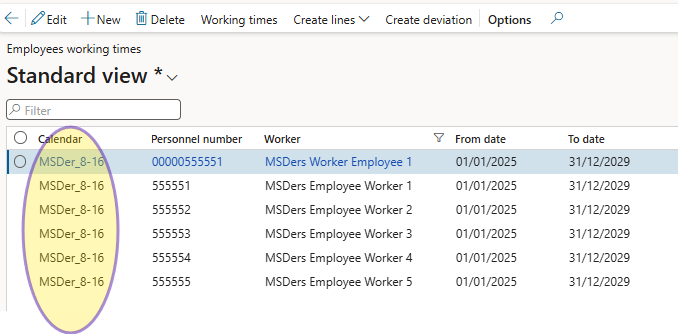 Edit New Delete Working times Create lines Create deviation Options
Employees working times
Standard view *
Filter
Calendar Personnel number Worker From date To date
MSDer_8-16 00000555551 MSDers Worker Employee 1 01/01/2025 31/12/2029
MSDer_8-16 555551 MSDers Employee Worker 1 01/01/2025 31/12/2029
MSDer_8-16 555552 MSDers Employee Worker 2 01/01/2025 31/12/2029
MSDer_8-16 555553 MSDers Employee Worker 3 01/01/2025 31/12/2029
MSDer_8-16 555554 MSDers Employee Worker 4 01/01/2025 31/12/2029
MSDer_8-16 555555 MSDers Employee Worker 5 01/01/2025 31/12/2029